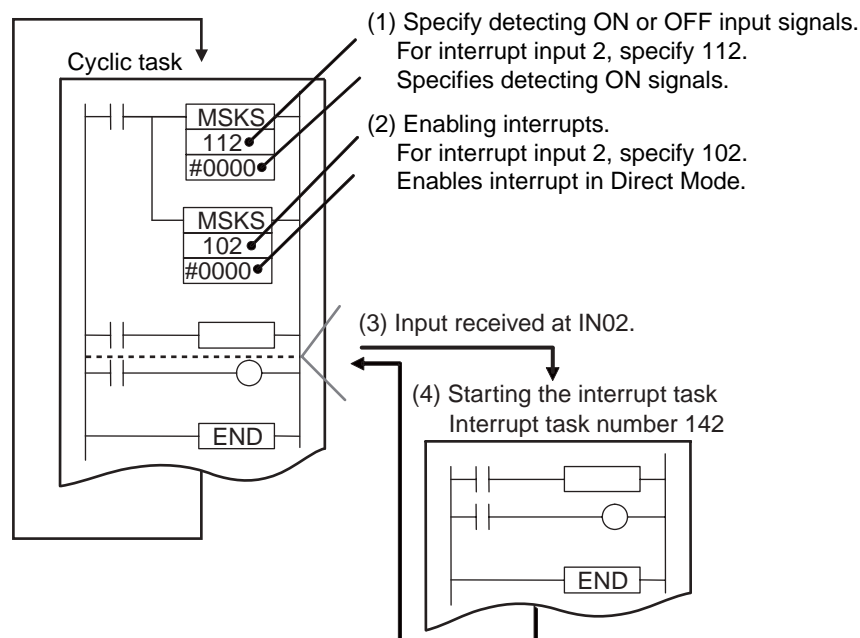 (1) Specify detecting ON or OFF input signals.
For interrupt input 2, specify 112.
Specifies detecting ON signals.
Cyclic task
MSKS
112
#0000
(2) Enabling interrupts.
For interrupt input 2, specify 102.
Enables interrupt in Direct Mode.
MSKS
102
#0000
(3) Input received at IN02.
(4) Starting the interrupt task
Interrupt task number 142
END
END